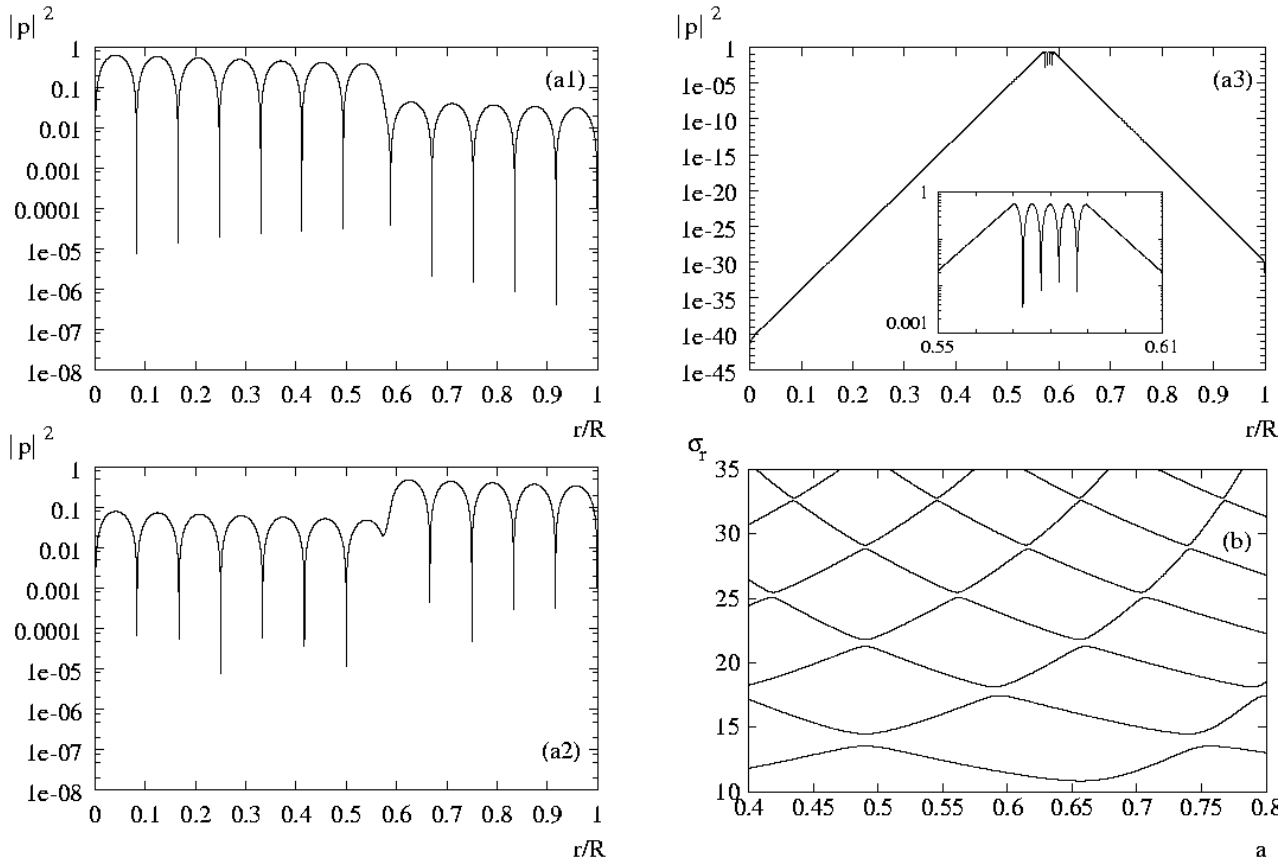 |p| 2
1
0.1
0.01
0.001
0.0001
1e-05
1e-06
1e-07
1e-08
(a1)
0 0.1 0.2 0.3 0.4 0.5 0.6 0.7 0.8 0.9 1
r/R
|p| 2
1
1e-05
1e-10
1e-15
1e-20
1e-25
1e-30
1e-35
1e-40
1e-45
(a3)
1
0.001
0.55 0.61
0 0.1 0.2 0.3 0.4 0.5 0.6 0.7 0.8 0.9 1
r/R
|p| 2
1
0.1
0.01
0.001
0.0001
1e-05
1e-06
1e-07
1e-08
(a2)
0 0.1 0.2 0.3 0.4 0.5 0.6 0.7 0.8 0.9 1
r/R
σr
35
30
25
20
15
10
(b)
0.4 0.45 0.5 0.55 0.6 0.65 0.7 0.75 0.8
a